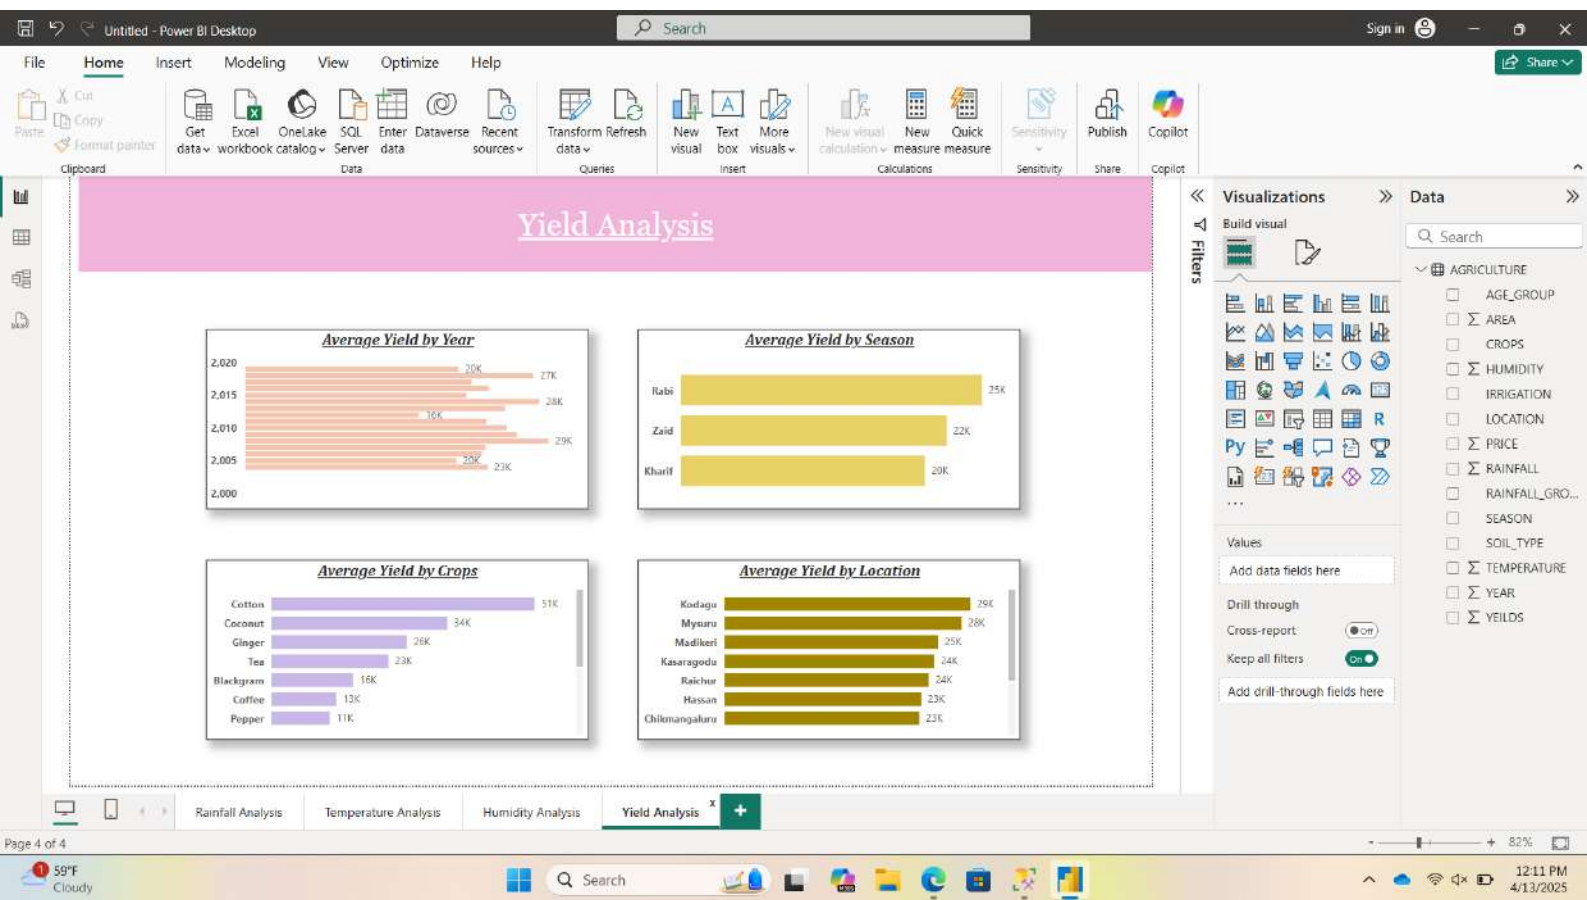 Untitled - Power BI Desktop
Search
Sign in
File Home Insert Modeling View Optimize Help
Share
Paste
Cut
Copy
Format painter
Clipboard
Get data
Excel workbook
OneLake catalog
SQL Server
Enter data
Dataverse
Recent sources
Data
Transform data
Refresh
Queries
New visual
Text box
More visuals
Insert
New visual calculation
New measure
Quick measure
Calculations
Sensitivity
Sensitivity
Publish
Share
Copilot
Copilot
Yield Analysis
Average Yield by Year
2,020
2,015
2,010
2,005
2,000
20K
27K
28K
16K
29K
20K
23K
Average Yield by Season
Rabi 25K
Zaid 22K
Kharif 20K
Average Yield by Crops
Cotton 51K
Coconut 34K
Ginger 26K
Tea 23K
Blackgram 16K
Coffee 13K
Pepper 11K
Average Yield by Location
Kodagu 29K
Mysuru 28K
Madikeri 25K
Kasaragodu 24K
Raichur 24K
Hassan 23K
Chikmangaluru 23K
Filters
Visualizations
Build visual
R
Py
...
Values
Add data fields here
Drill through
Cross-report Off
Keep all filters On
Add drill-through fields here
Data
Search
AGRICULTURE
AGE_GROUP
AREA
CROPS
HUMIDITY
IRRIGATION
LOCATION
PRICE
RAINFALL
RAINFALL_GRO...
SEASON
SOIL_TYPE
TEMPERATURE
YEAR
YEILDS
Rainfall Analysis Temperature Analysis Humidity Analysis Yield Analysis x +
Page 4 of 4
- + 82%
1
59°F
Cloudy
Search
12:11 PM
4/13/2025